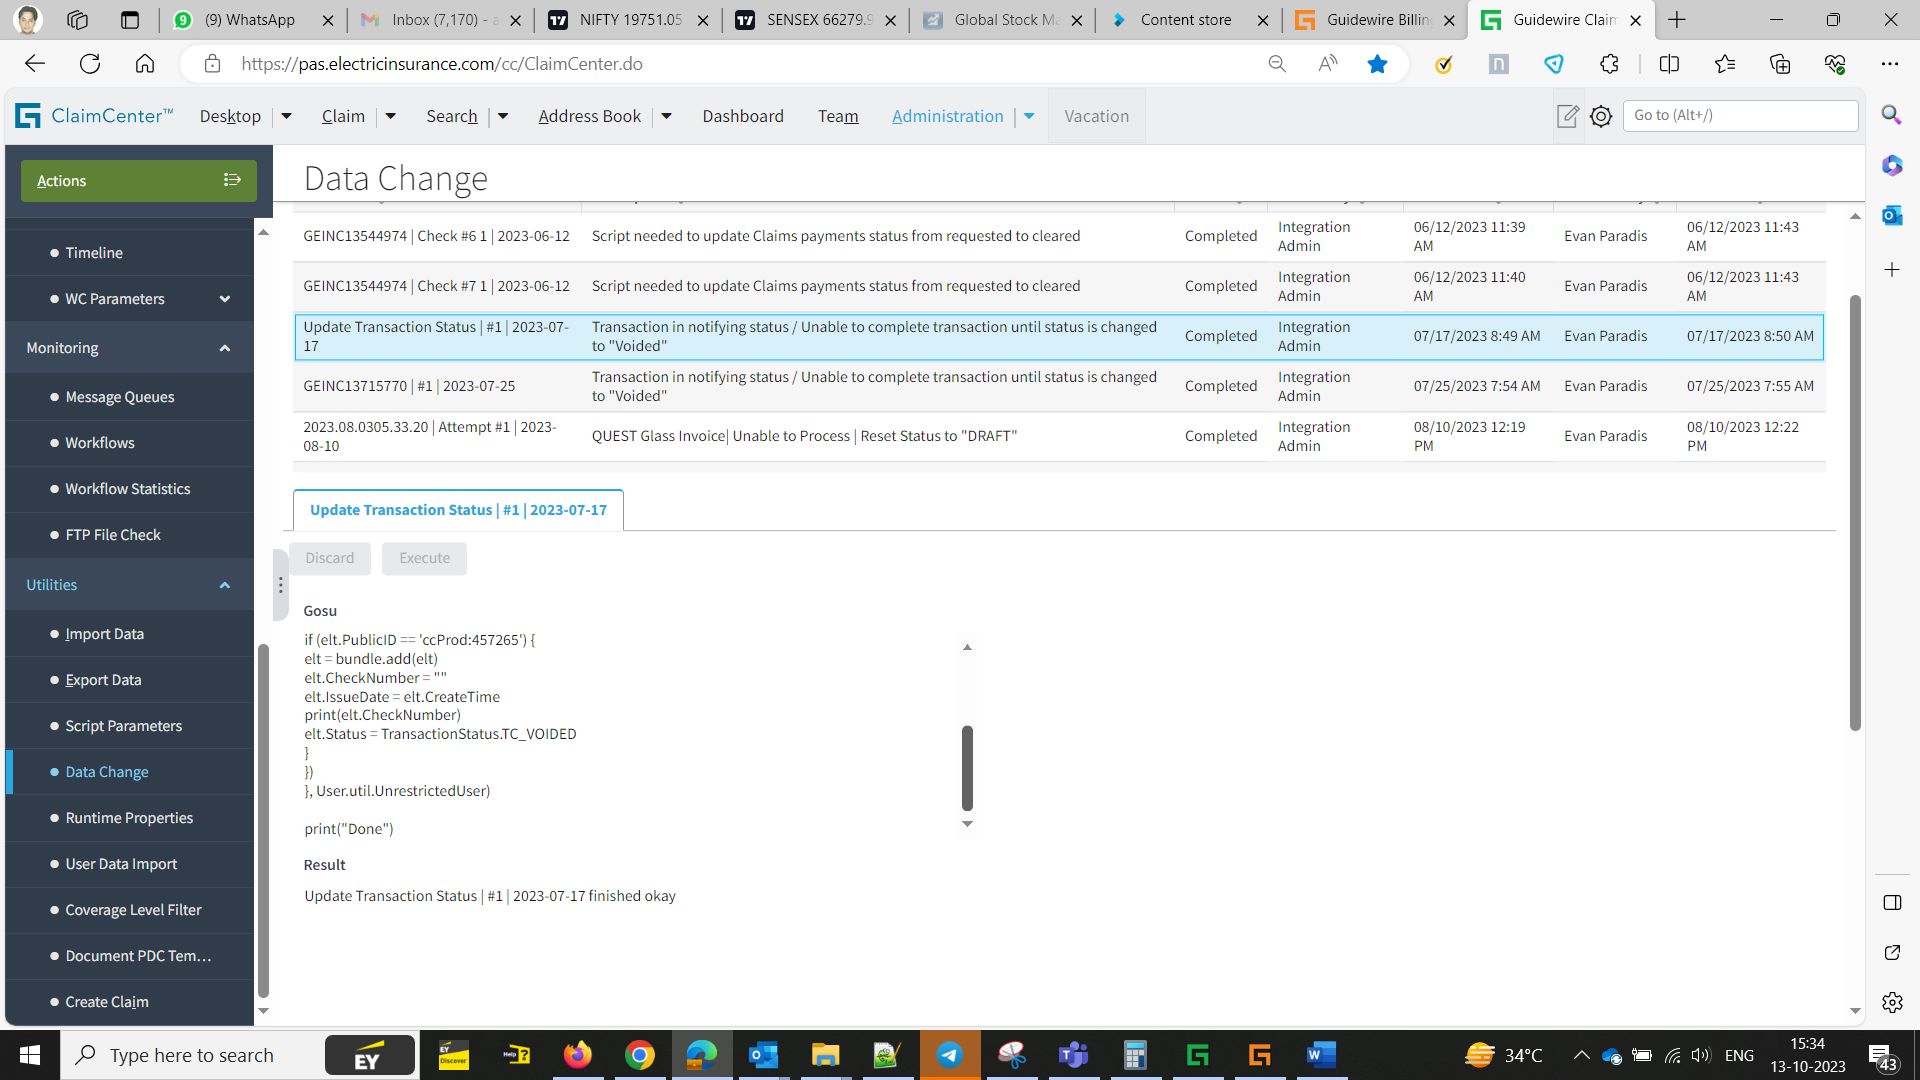 (9) WhatsApp
Inbox (7,170) - a
NIFTY 19751.05
SENSEX 66279.9
Global Stock Ma
Content store
Guidewire Billin
Guidewire Claim
https://pas.electricinsurance.com/cc/ClaimCenter.do
ClaimCenter™
Desktop
Claim
Search
Address Book
Dashboard
Team
Administration
Vacation
Go to (Alt+/)
Actions
Timeline
WC Parameters
Monitoring
Message Queues
Workflows
Workflow Statistics
FTP File Check
Utilities
Import Data
Export Data
Script Parameters
Data Change
Runtime Properties
User Data Import
Coverage Level Filter
Document PDC Tem...
Create Claim
Data Change
GEINC13544974 | Check #6 1 | 2023-06-12 Script needed to update Claims payments status from requested to cleared Completed Integration Admin 06/12/2023 11:39 AM Evan Paradis 06/12/2023 11:43 AM
GEINC13544974 | Check #7 1 | 2023-06-12 Script needed to update Claims payments status from requested to cleared Completed Integration Admin 06/12/2023 11:40 AM Evan Paradis 06/12/2023 11:43 AM
Update Transaction Status | #1 | 2023-07-17 Transaction in notifying status / Unable to complete transaction until status is changed to "Voided" Completed Integration Admin 07/17/2023 8:49 AM Evan Paradis 07/17/2023 8:50 AM
GEINC13715770 | #1 | 2023-07-25 Transaction in notifying status / Unable to complete transaction until status is changed to "Voided" Completed Integration Admin 07/25/2023 7:54 AM Evan Paradis 07/25/2023 7:55 AM
2023.08.0305.33.20 | Attempt #1 | 2023-08-10 QUEST Glass Invoice| Unable to Process | Reset Status to "DRAFT" Completed Integration Admin 08/10/2023 12:19 PM Evan Paradis 08/10/2023 12:22 PM
Update Transaction Status | #1 | 2023-07-17
Discard
Execute
Gosu
if (elt.PublicID == 'ccProd:457265') {
elt = bundle.add(elt)
elt.CheckNumber = ""
elt.IssueDate = elt.CreateTime
print(elt.CheckNumber)
elt.Status = TransactionStatus.TC_VOIDED
}
})
}, User.util.UnrestrictedUser)
print("Done")
Result
Update Transaction Status | #1 | 2023-07-17 finished okay
Type here to search
EY
EY Discover
Help ?
34°C
ENG
15:34
13-10-2023
43